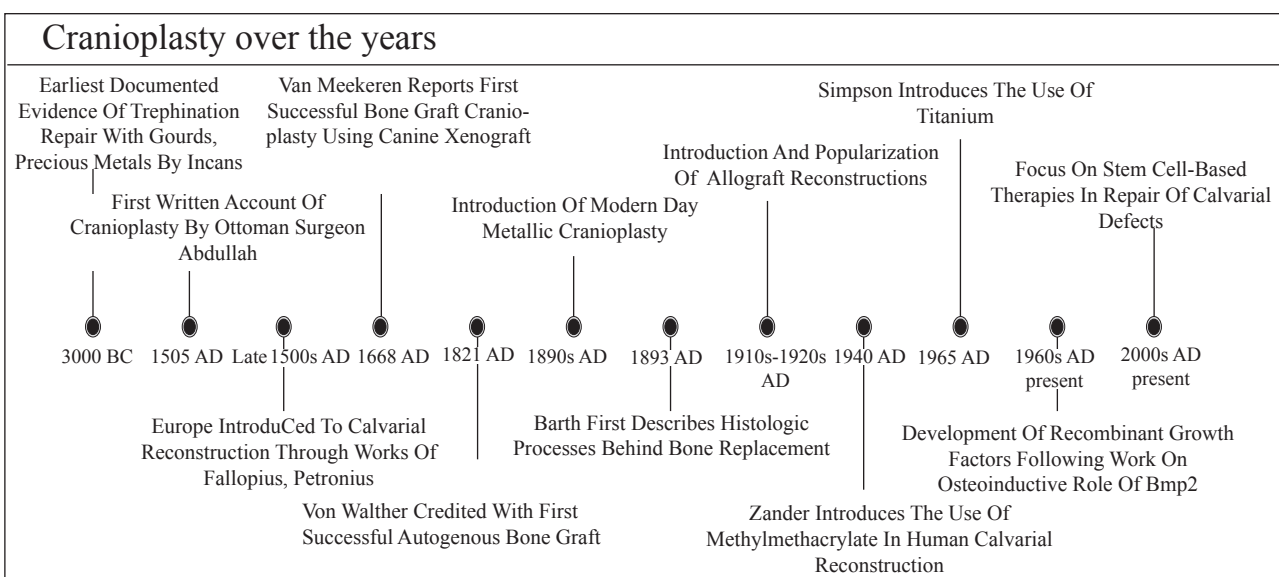 Cranioplasty over the years
Earliest Documented
Evidence Of Trephination
Repair With Gourds,
Precious Metals By Incans
First Written Account Of
Cranioplasty By Ottoman Surgeon
Abdullah
Van Meekeren Reports First
Successful Bone Graft Cranio-
plasty Using Canine Xenograft
Introduction Of Modern Day
Metallic Cranioplasty
Introduction And Popularization
Of Allograft Reconstructions
Simpson Introduces The Use Of
Titanium
Focus On Stem Cell-Based
Therapies In Repair Of Calvarial
Defects
3000 BC
1505 AD
Late 1500s AD
1668 AD
1821 AD
1890s AD
1893 AD
1910s-1920s
AD
1940 AD
1965 AD
1960s AD
present
2000s AD
present
Europe IntroduCed To Calvarial
Reconstruction Through Works Of
Fallopius, Petronius
Von Walther Credited With First
Successful Autogenous Bone Graft
Barth First Describes Histologic
Processes Behind Bone Replacement
Zander Introduces The Use Of
Methylmethacrylate In Human Calvarial
Reconstruction
Development Of Recombinant Growth
Factors Following Work On
Osteoinductive Role Of Bmp2